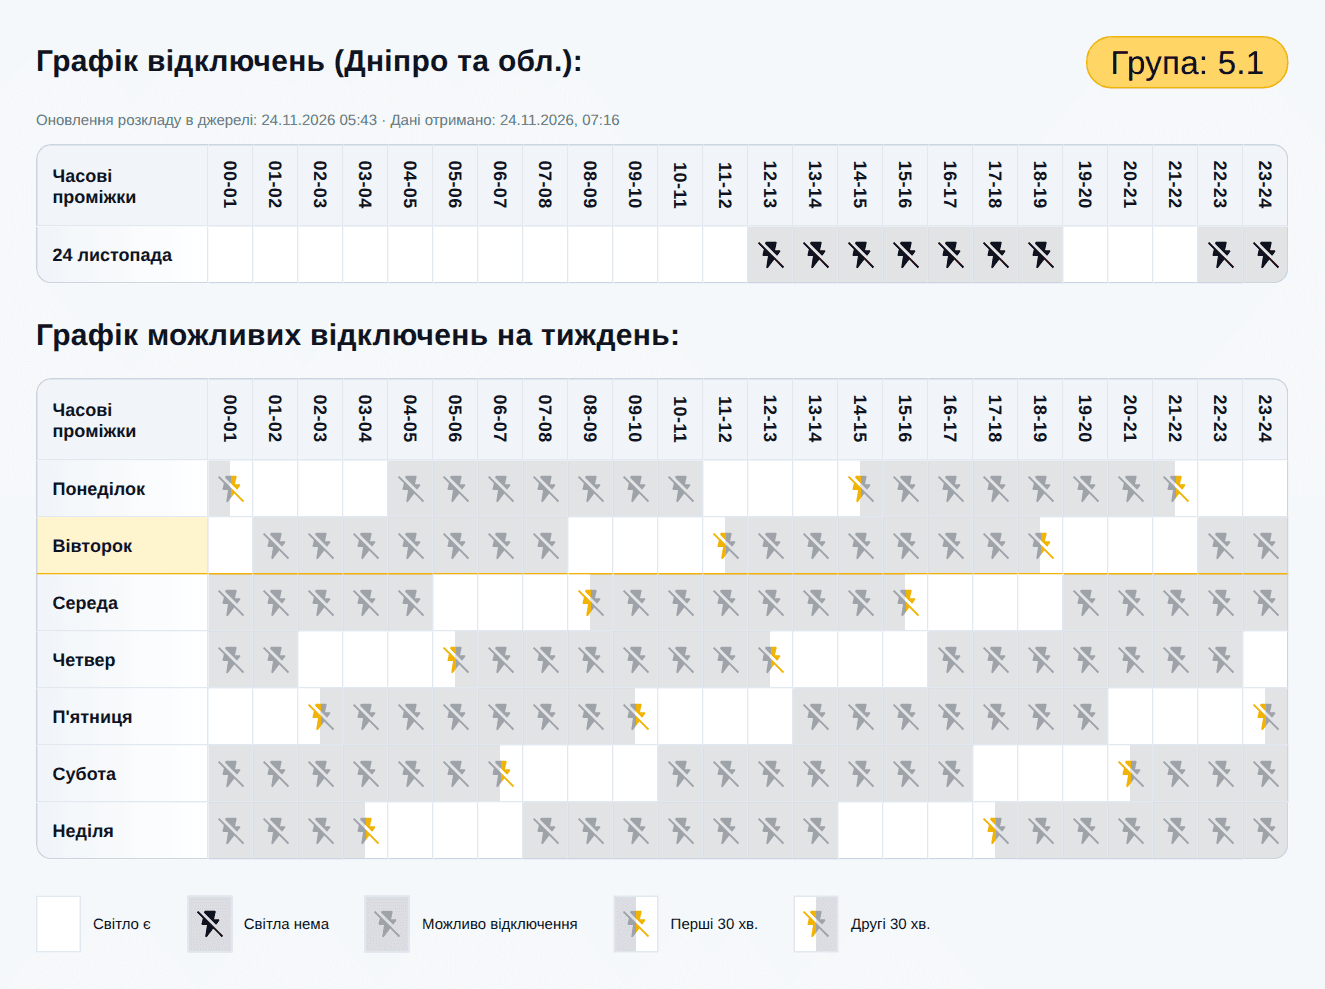 Графік відключень (Дніпро та обл.):
Група: 5.1
Оновлення розкладу в джерелі: 24.11.2026 05:43 · Дані отримано: 24.11.2026, 07:16
Часові
проміжки
00-01 01-02 02-03 03-04 04-05 05-06 06-07 07-08 08-09 09-10 10-11 11-12 12-13 13-14 14-15 15-16 16-17 17-18 18-19 19-20 20-21 21-22 22-23 23-24
24 листопада
Графік можливих відключень на тиждень:
Часові
проміжки
00-01 01-02 02-03 03-04 04-05 05-06 06-07 07-08 08-09 09-10 10-11 11-12 12-13 13-14 14-15 15-16 16-17 17-18 18-19 19-20 20-21 21-22 22-23 23-24
Понеділок
Вівторок
Середа
Четвер
П'ятниця
Субота
Неділя
Світло є
Світла нема
Можливо відключення
Перші 30 хв.
Другі 30 хв.